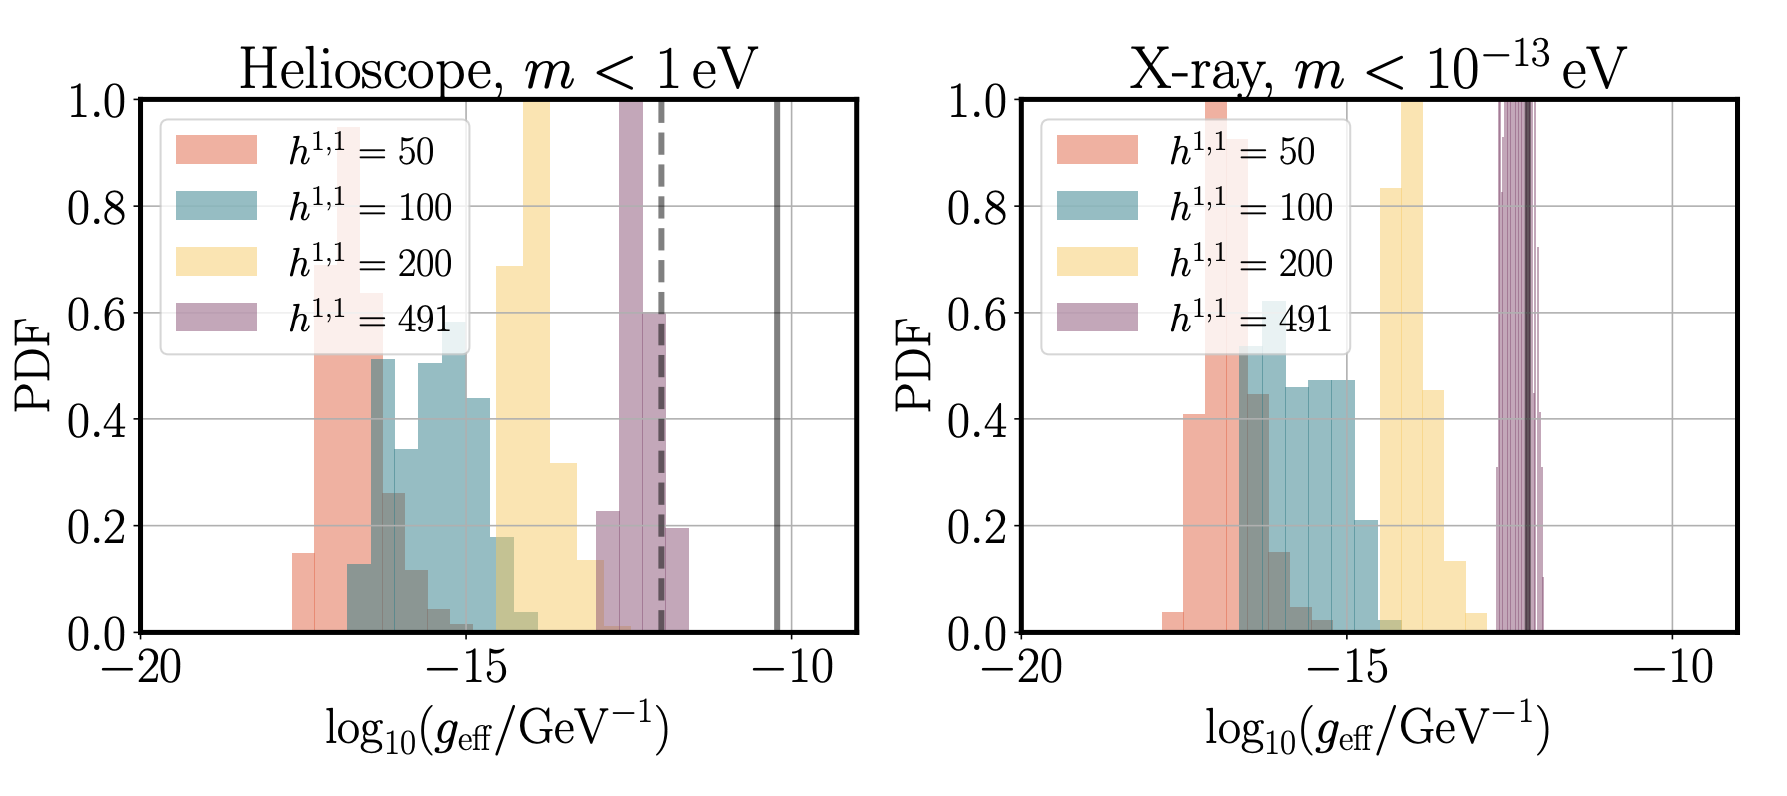 Helioscope, m < 1 eV
1.0
0.8
0.6
0.4
0.2
0.0
PDF
h^{1,1} = 50
h^{1,1} = 100
h^{1,1} = 200
h^{1,1} = 491
−20
−15
−10
log_{10}(g_{eff}/GeV^{−1})
X-ray, m < 10^{−13} eV
1.0
0.8
0.6
0.4
0.2
0.0
PDF
h^{1,1} = 50
h^{1,1} = 100
h^{1,1} = 200
h^{1,1} = 491
−20
−15
−10
log_{10}(g_{eff}/GeV^{−1})